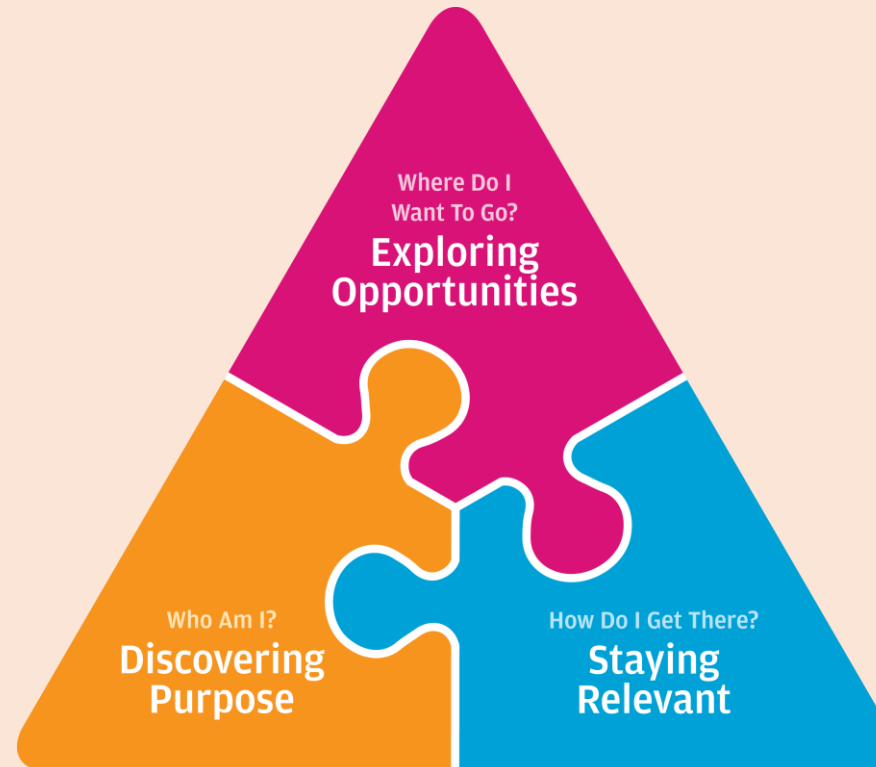 Where Do I
Want To Go?
Exploring
Opportunities
Who Am I?
Discovering
Purpose
How Do I Get There?
Staying
Relevant